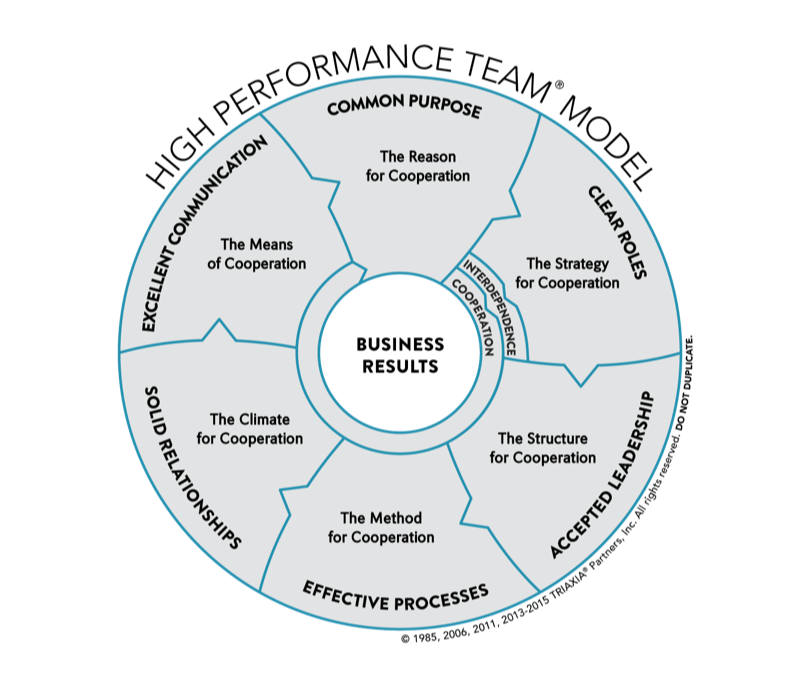 HIGH PERFORMANCE TEAM® MODEL
COMMON PURPOSE
The Reason
for Cooperation
CLEAR ROLES
The Strategy
for Cooperation
INTERDEPENDENCE
COOPERATION
ACCEPTED LEADERSHIP
The Structure
for Cooperation
EFFECTIVE PROCESSES
The Method
for Cooperation
SOLID RELATIONSHIPS
The Climate
for Cooperation
EXCELLENT COMMUNICATION
The Means
of Cooperation
BUSINESS
RESULTS
© 1985, 2006, 2011, 2013-2015 TRIAXIA® Partners, Inc. All rights reserved. DO NOT DUPLICATE.